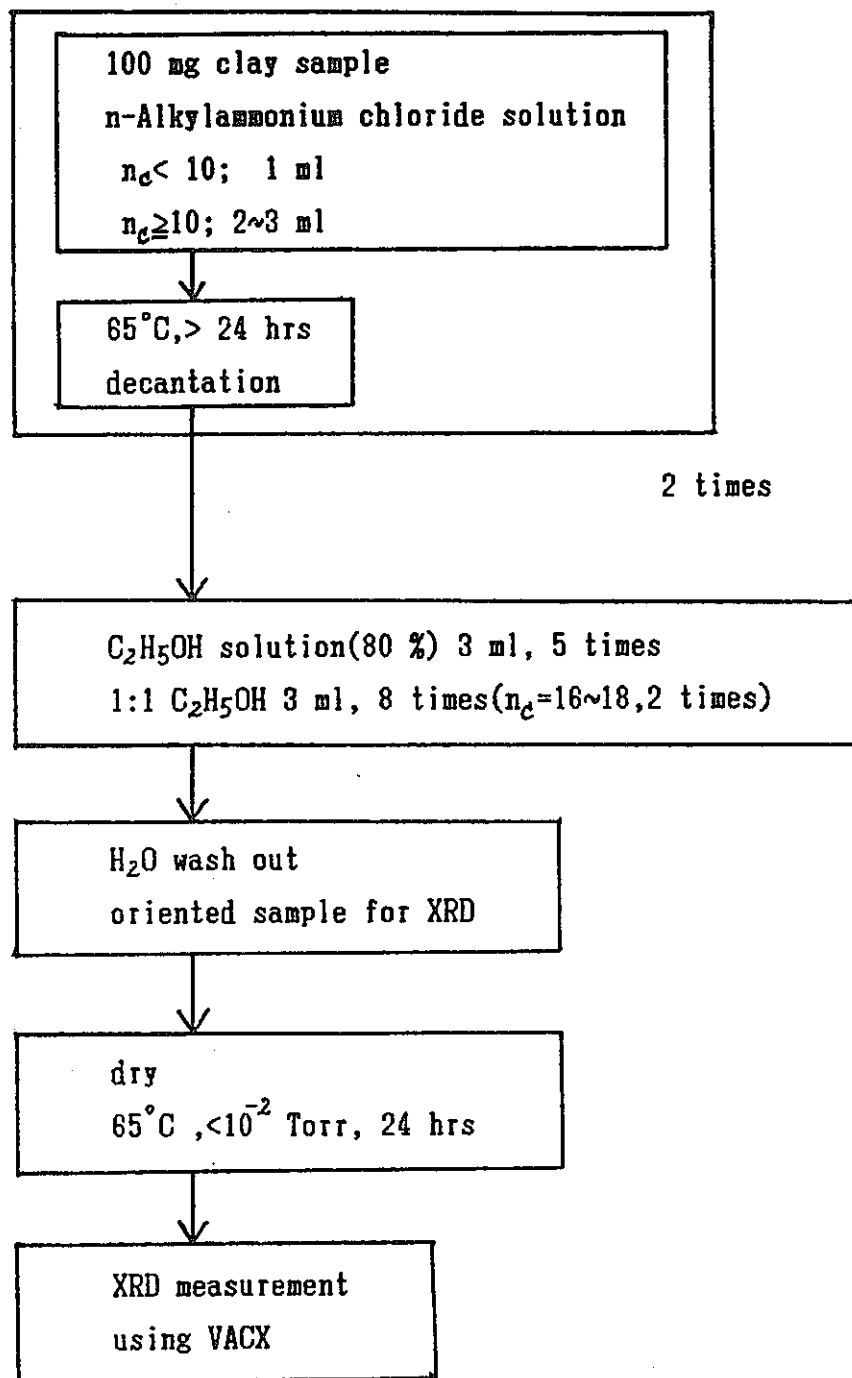 100 mg clay sample
n-Alkylammonium chloride solution
n_c< 10; 1 ml
n_c≧10; 2~3 ml
65°C,> 24 hrs
decantation
2 times
C₂H₅OH solution(80 %) 3 ml, 5 times
1:1 C₂H₅OH 3 ml, 8 times(n_c=16~18,2 times)
H₂O wash out
oriented sample for XRD
dry
65°C ,<10⁻² Torr, 24 hrs
XRD measurement
using VACX